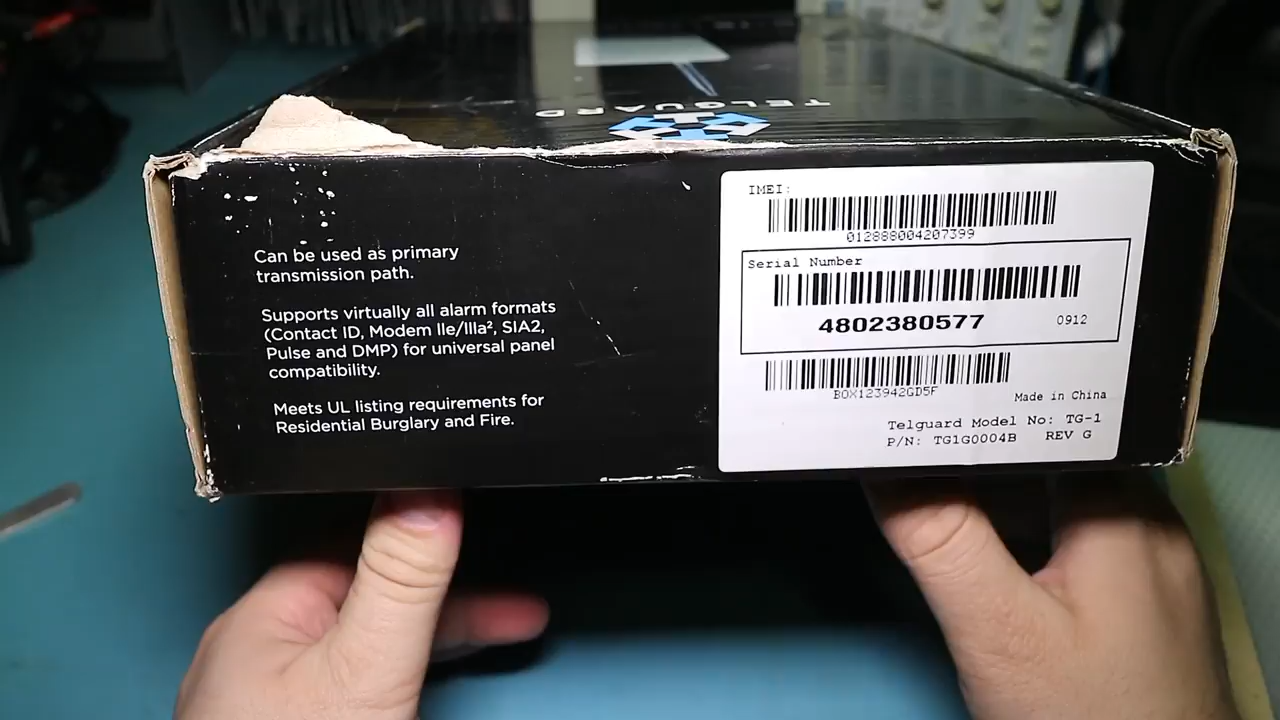 TELGUARD
Can be used as primary
transmission path.
Supports virtually all alarm formats
(Contact ID, Modem IIe/IIIa², SIA2,
Pulse and DMP) for universal panel
compatibility.
Meets UL listing requirements for
Residential Burglary and Fire.
IMEI:
012888004207399
Serial Number
4802380577
0912
BOX123942GD5F
Made in China
Telguard Model No: TG-1
P/N: TG1G0004B REV G